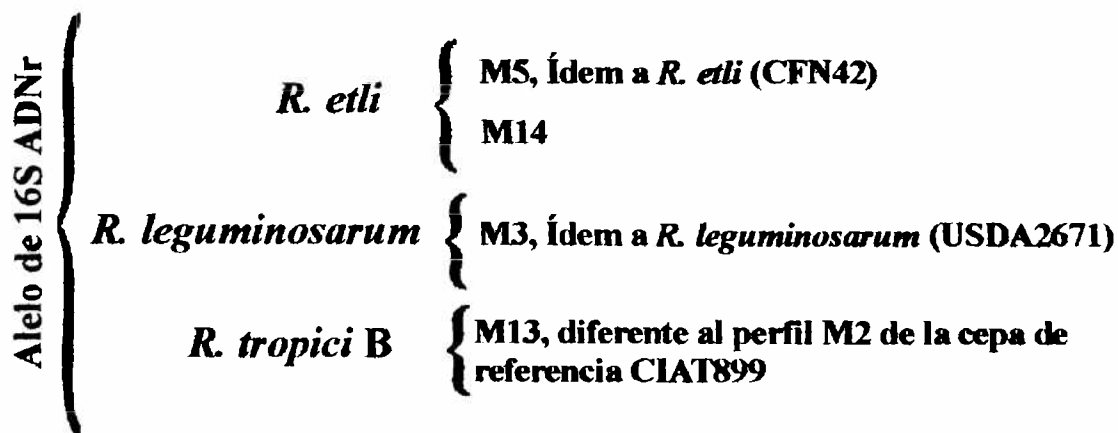 Alelo de 16S ADNr
R. etli
M5, Ídem a R. etli (CFN42)
M14
R. leguminosarum
M3, Ídem a R. leguminosarum (USDA2671)
R. tropici B
M13, diferente al perfil M2 de la cepa de
referencia CIAT899